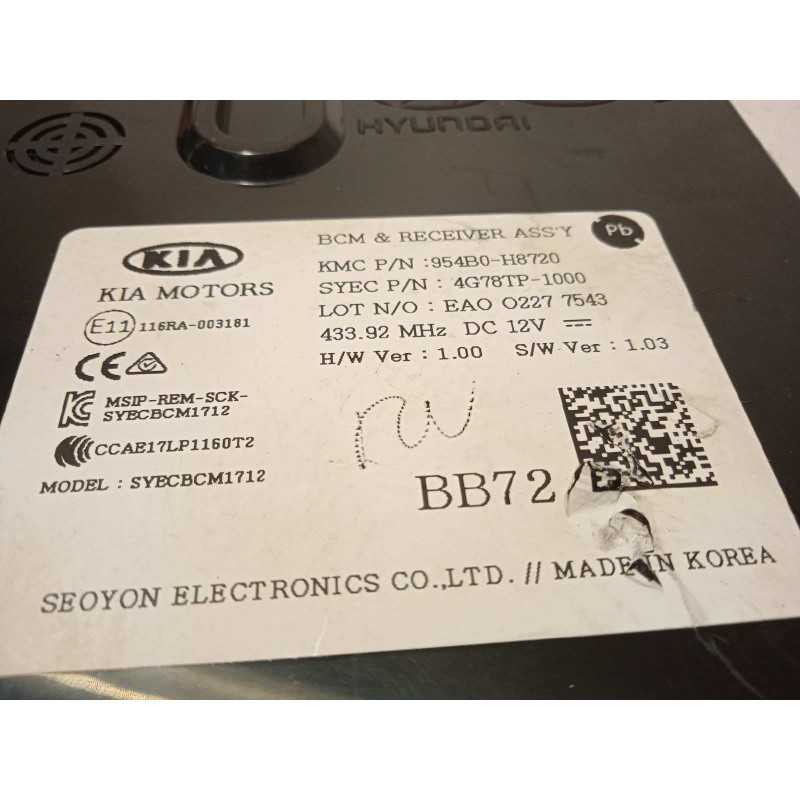 HYUNDAI
KIA
KIA MOTORS
BCM & RECEIVER ASS'Y
Pb
KMC P/N :954B0-H8720
SYEC P/N : 4G78TP-1000
LOT N/O : EAO O227 7543
433.92 MHz DC 12V
H/W Ver : 1.00 S/W Ver : 1.03
E11 116RA-003181
CE
MSIP-REM-SCK-
SYECBCM1712
CCAE17LP1160T2
MODEL : SYECBCM1712
BB72
SEOYON ELECTRONICS CO.,LTD. // MADE IN KOREA